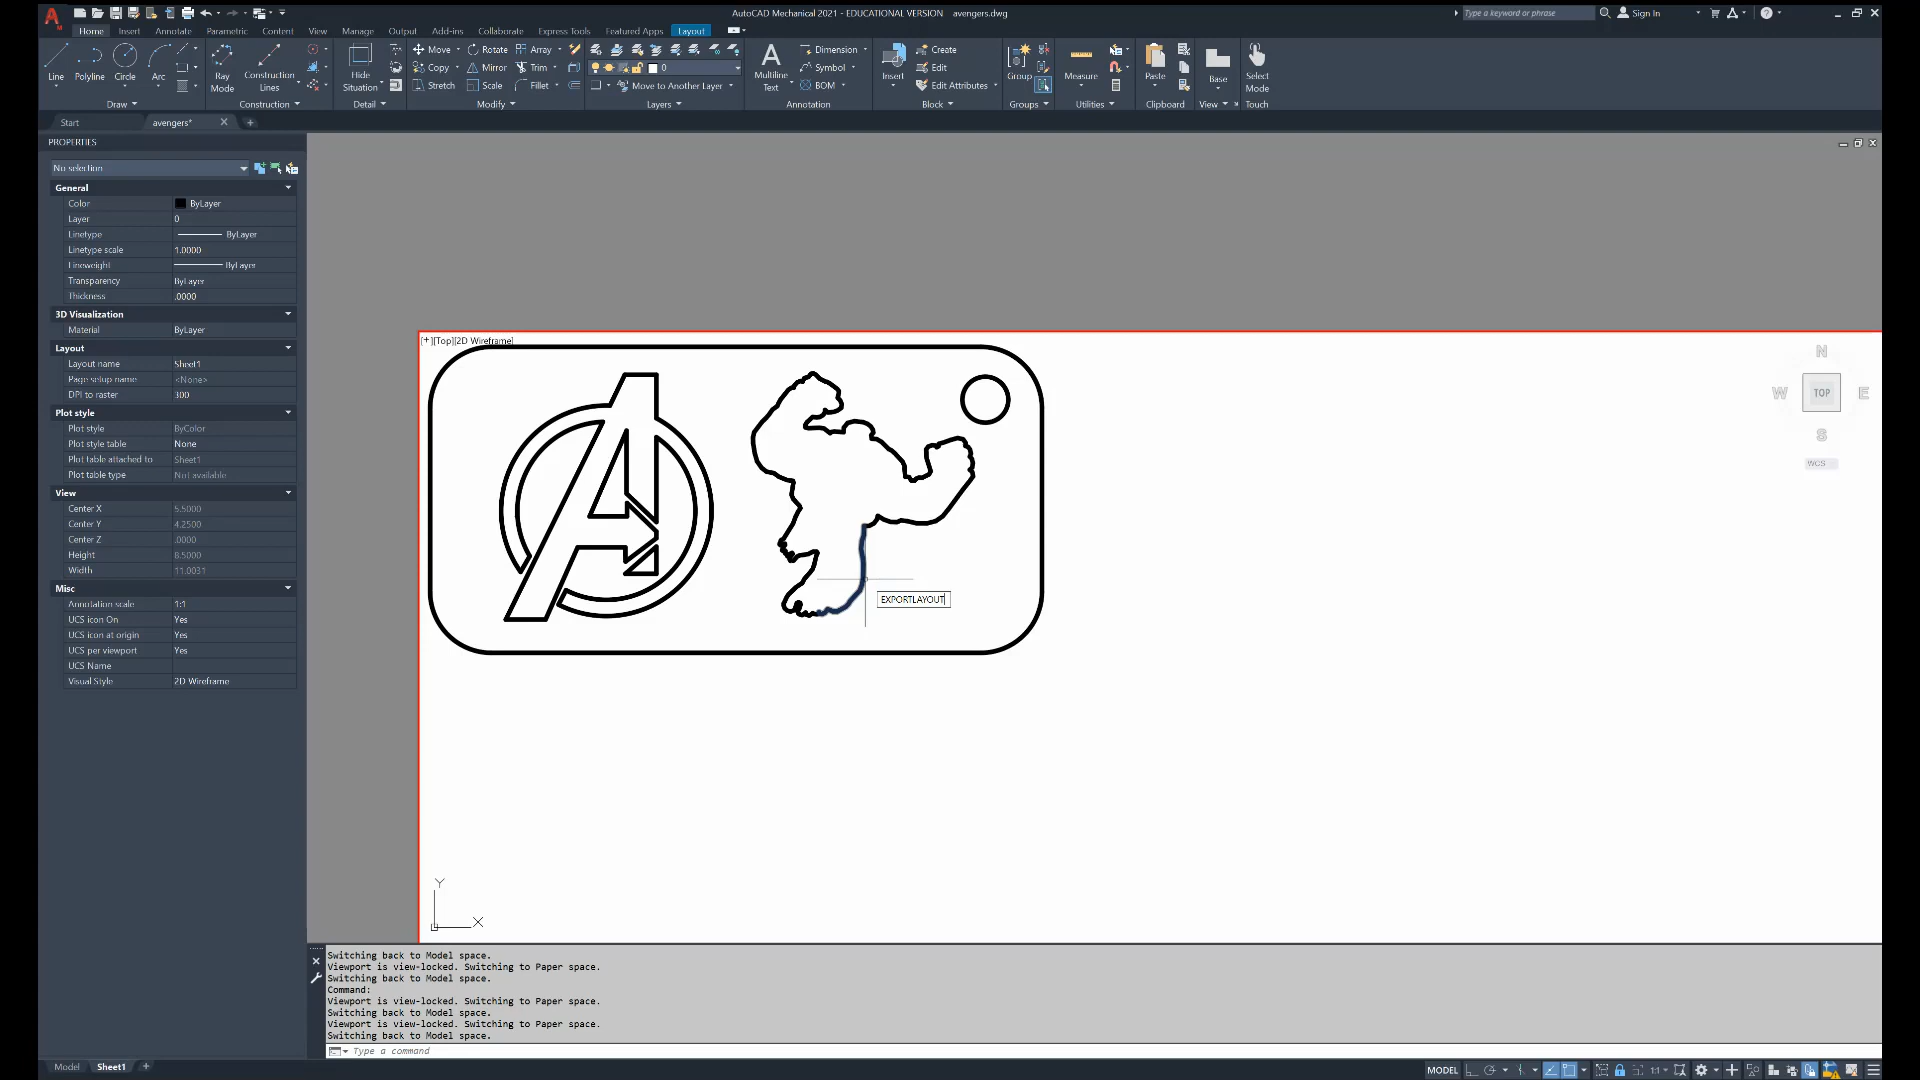 AutoCAD Mechanical 2021 - EDUCATIONAL VERSION avengers.dwg
Type a keyword or phrase
Sign In
Home Insert Annotate Parametric Content View Manage Output Add-ins Collaborate Express Tools Featured Apps Layout
Line Polyline Circle Arc
Draw
Ray Mode
Construction Lines
Construction
Hide Situation
Detail
Move Rotate Array
Copy Mirror Trim
Stretch Scale Fillet
Modify
0
Move to Another Layer
Layers
Multiline Text
Dimension
Symbol
BOM
Annotation
Insert
Create
Edit
Edit Attributes
Block
Group
Groups
Measure
Utilities
Paste
Clipboard
Base
View
Select Mode
Touch
Start
avengers*
PROPERTIES
No selection
General
Color ByLayer
Layer 0
Linetype ByLayer
Linetype scale 1.0000
Lineweight ByLayer
Transparency ByLayer
Thickness .0000
3D Visualization
Material ByLayer
Layout
Layout name Sheet1
Page setup name <None>
DPI to raster 300
Plot style
Plot style ByColor
Plot style table None
Plot table attached to Sheet1
Plot table type Not available
View
Center X 5.5000
Center Y 4.2500
Center Z .0000
Height 8.5000
Width 11.0031
Misc
Annotation scale 1:1
UCS icon On Yes
UCS icon at origin Yes
UCS per viewport Yes
UCS Name
Visual Style 2D Wireframe
[+][Top][2D Wireframe]
A
EXPORTLAYOUT
N
W TOP E
S
WCS
Y
X
Switching back to Model space.
Viewport is view-locked. Switching to Paper space.
Switching back to Model space.
Command:
Viewport is view-locked. Switching to Paper space.
Switching back to Model space.
Viewport is view-locked. Switching to Paper space.
Switching back to Model space.
Type a command
Model Sheet1
MODEL
1:1